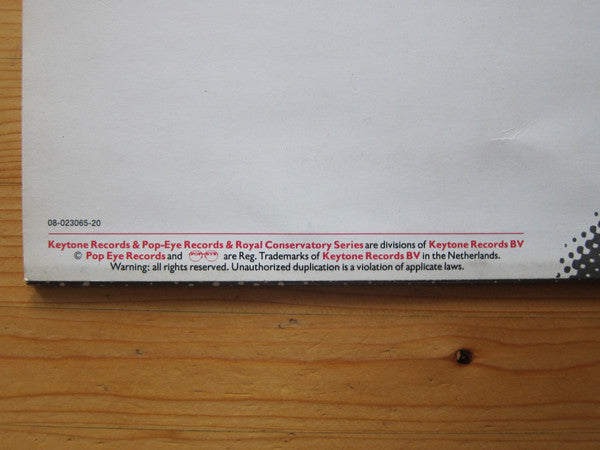 08-023065-20
Keytone Records & Pop-Eye Records & Royal Conservatory Series are divisions of Keytone Records BV
© Pop Eye Records and POP-EYE are Reg. Trademarks of Keytone Records BV in the Netherlands.
Warning: all rights reserved. Unauthorized duplication is a violation of applicate laws.